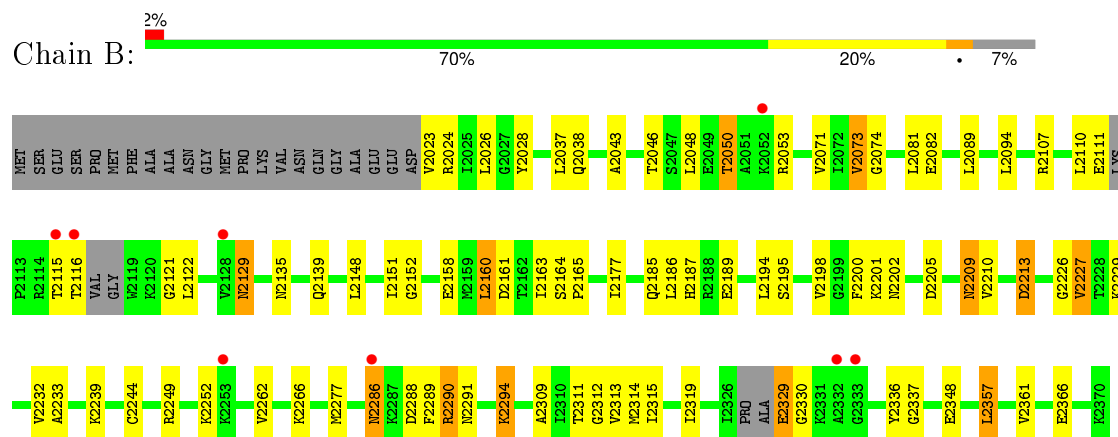 2%
Chain B:
70% 20% • 7%
MET SER GLU SER PRO MET PHE ALA ALA ASN GLY MET PRO LYS VAL ASN GLN GLY ALA GLU GLU ASP V2023 R2024 I2025 L2026 G2027 Y2028 L2037 Q2038 A2043 T2046 S2047 L2048 E2049 T2050 A2051 K2052 R2053 V2071 I2072 V2073 G2074 L2081 E2082 L2089 L2094 R2107 L2110 E2111 LYS
P2113 R2114 T2115 T2116 VAL GLY W2119 K2120 G2121 L2122 V2128 N2129 N2135 Q2139 L2148 I2151 G2152 E2158 M2159 L2160 D2161 T2162 I2163 S2164 P2165 I2177 Q2185 L2186 H2187 R2188 E2189 L2194 S2195 V2198 G2199 F2200 K2201 N2202 D2205 N2209 V2210 D2213 G2226 V2227 T2228 K2229
V2232 A2233 K2239 C2244 R2249 K2252 K2253 V2262 K2266 M2277 N2286 K2287 D2288 F2289 R2290 N2291 K2294 A2309 I2310 T2311 G2312 V2313 M2314 I2315 I2319 I2326 PRO ALA E2329 G2330 K2331 A2332 G2333 Y2336 G2337 E2348 L2357 V2361 E2366 K2370